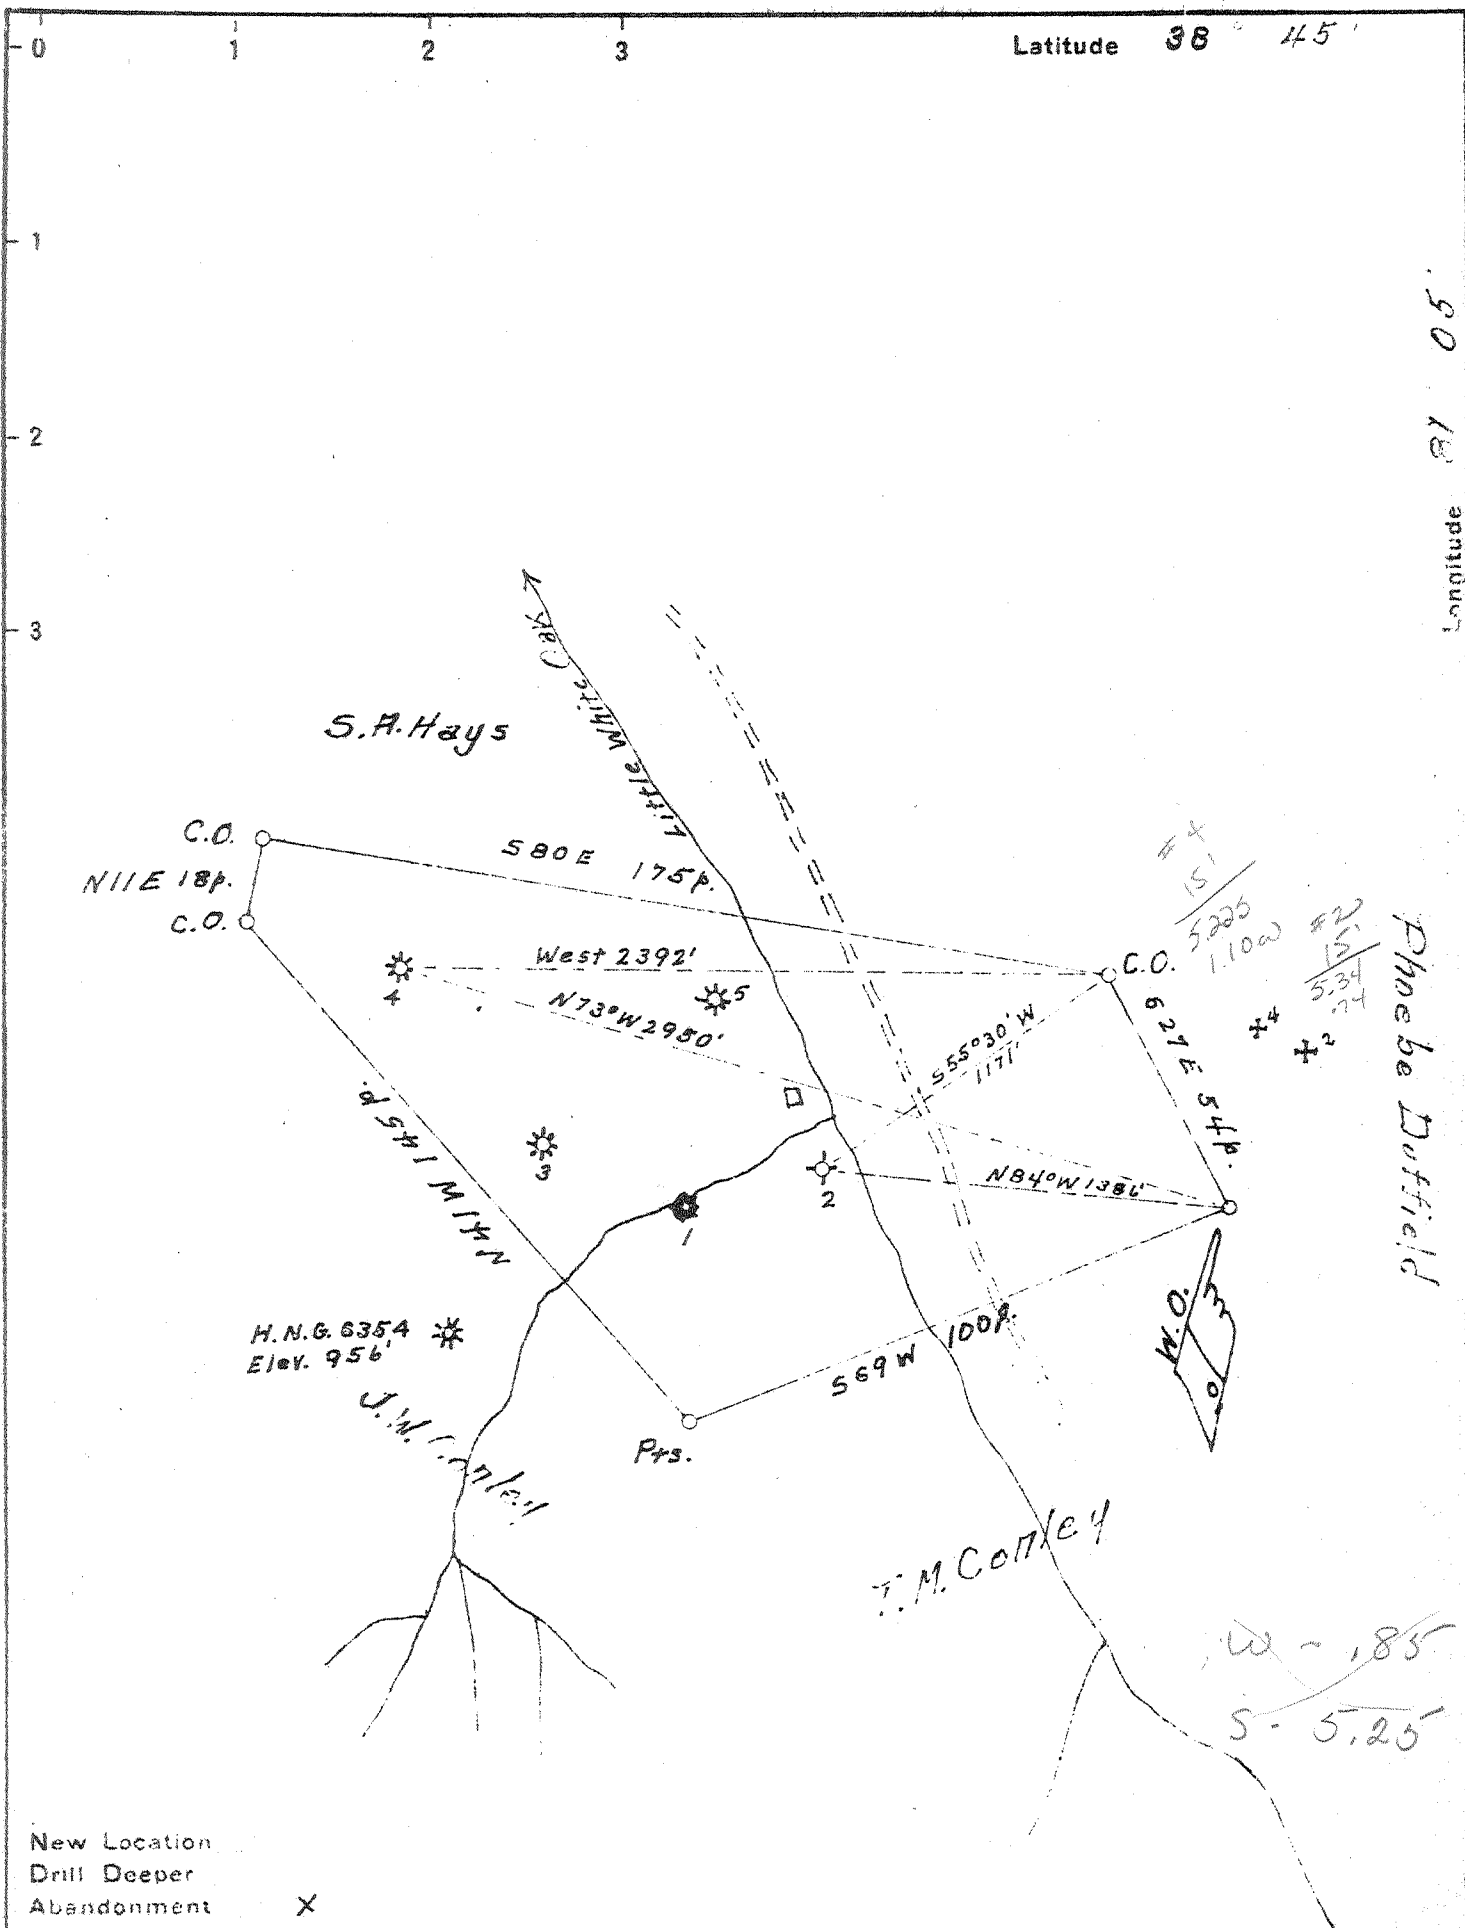 0 1 2 3 Latitude 38° 45'
1
2
3
Longitude 81 05'
S.A. Hays
Little White Oak
C.O.
S80E 175p.
N11E 18p.
C.O.
#4
15'
5.225
1.100
#2
15'
5.34
.74
Phoebe Duffield
West 2392'
C.O.
4
5
N73°W 2950'
S55°30'W
1171'
627E 54p.
4
2
N41W 145p.
3
2
N84°W 1386'
1
H.N.G. 6354
Elev. 956'
W.O.
S69W 100p.
J.W. Conley
Prs.
T.M. Conley
W - .85
S - 5.25
New Location
Drill Deeper
Abandonment X